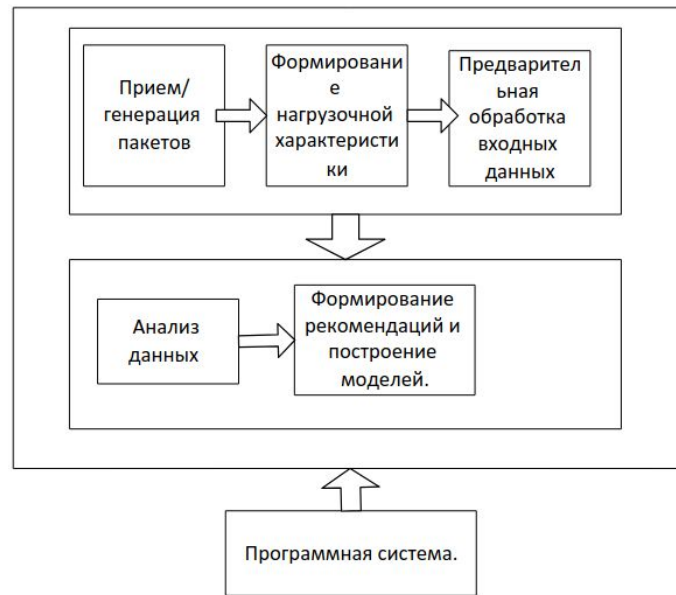 Прием/
генерация
пакетов
Формировани
е
нагрузочной
характеристи
ки
Предварител
ьная
обработка
входных
данных
Анализ
данных
Формирование
рекомендаций и
построение
моделей.
Программная система.